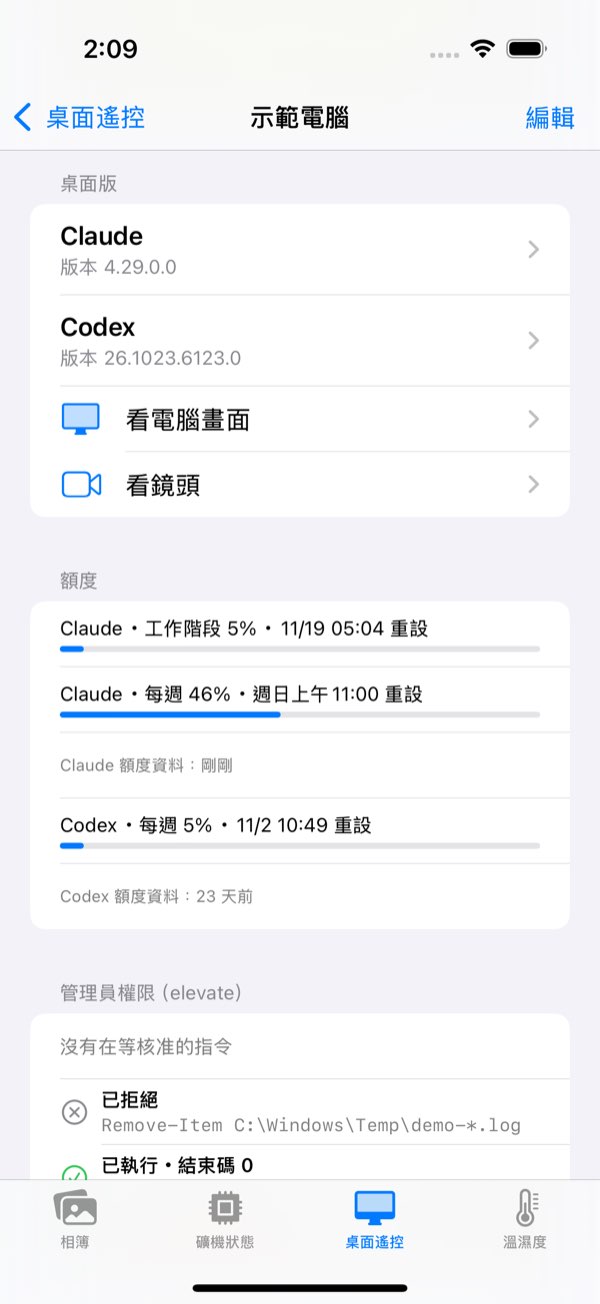 2:09
桌面遙控
示範電腦
編輯
桌面版
Claude
版本 4.29.0.0
Codex
版本 26.1023.6123.0
看電腦畫面
看鏡頭
額度
Claude・工作階段 5%・ 11/19 05:04 重設
Claude・每週 46%・週日上午11:00 重設
Claude 額度資料：剛剛
Codex・每週 5%・ 11/2 10:49 重設
Codex 額度資料：23 天前
管理員權限（elevate）
沒有在等核准的指令
已拒絕
Remove-Item C:\Windows\Temp\demo-*.log
已執行・結束碼 0
相簿
礦機狀態
桌面遙控
溫濕度